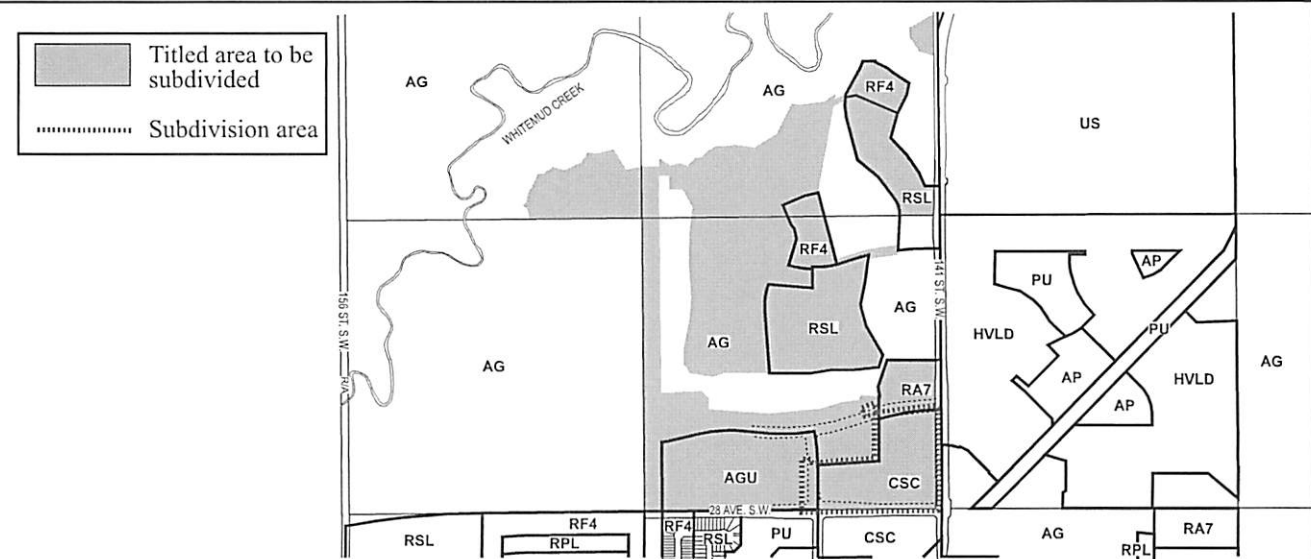 Titled area to be
subdivided
Subdivision area
AG
WHITEMUD CREEK
AG
RF4
US
RSL
RF4
156 ST. S.W.
141 ST. S.W.
PU
AP
AG
RSL
AG
HVLD
PU
AG
AP
HVLD
AG
RA7
AP
AGU
CSC
28 AVE. S.W.
RSL
RF4
RPL
RF4
RSL
PU
CSC
AG
RPL
RA7